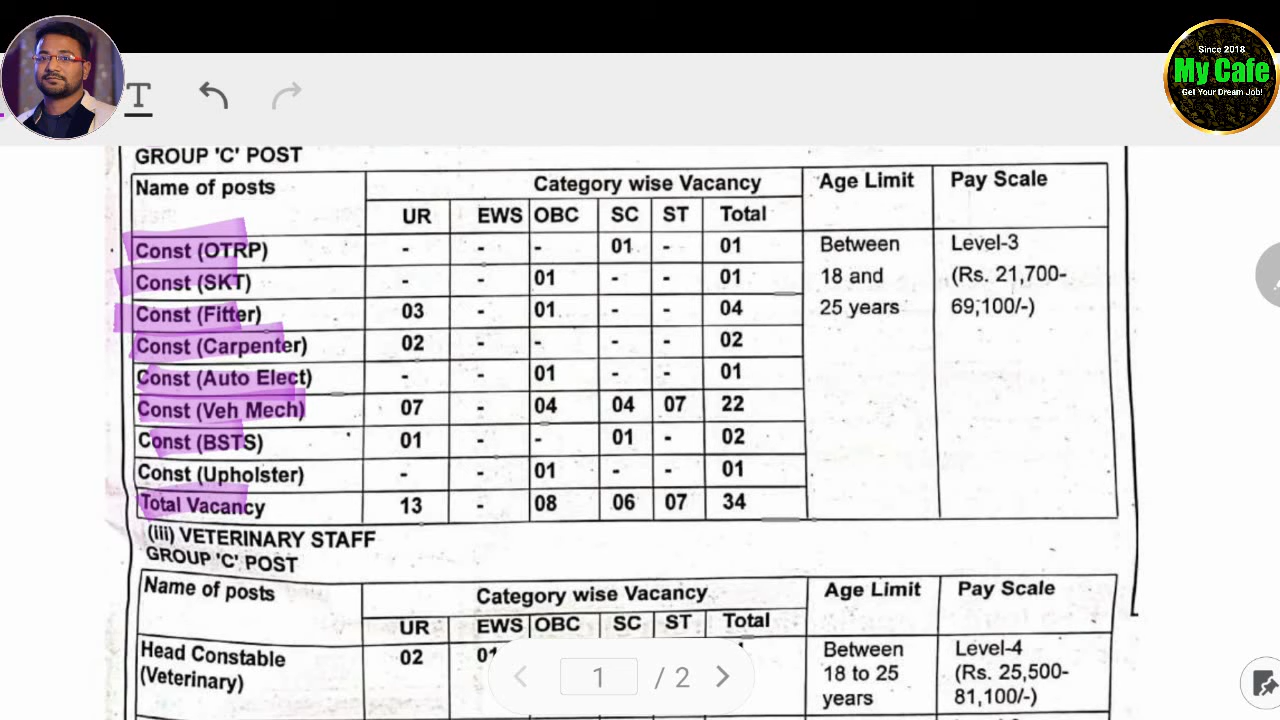 Since 2018
My Cafe
Get Your Dream Job!
T
GROUP 'C' POST
Name of posts Category wise Vacancy Age Limit Pay Scale
UR EWS OBC SC ST Total
Const (OTRP) - - - 01 - 01 Between Level-3
Const (SKT) - - 01 - - 01 18 and (Rs. 21,700-
Const (Fitter) 03 - 01 - - 04 25 years 69,100/-)
Const (Carpenter) 02 - - - - 02
Const (Auto Elect) - - 01 - - 01
Const (Veh Mech) 07 - 04 04 07 22
Const (BSTS) 01 - - 01 - 02
Const (Upholster) - - 01 - - 01
Total Vacancy 13 - 08 06 07 34
(iii) VETERINARY STAFF
GROUP 'C' POST
Name of posts Category wise Vacancy Age Limit Pay Scale
UR EWS OBC SC ST Total
Head Constable 02 Between Level-4
(Veterinary) 18 to 25 (Rs. 25,500-
years 81,100/-)
1 / 2